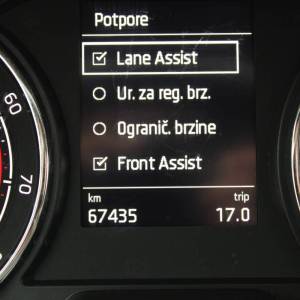 Potpore
Lane Assist
Ur. za reg. brz.
Ogranič. brzine
Front Assist
km trip
67435 17.0
60
70